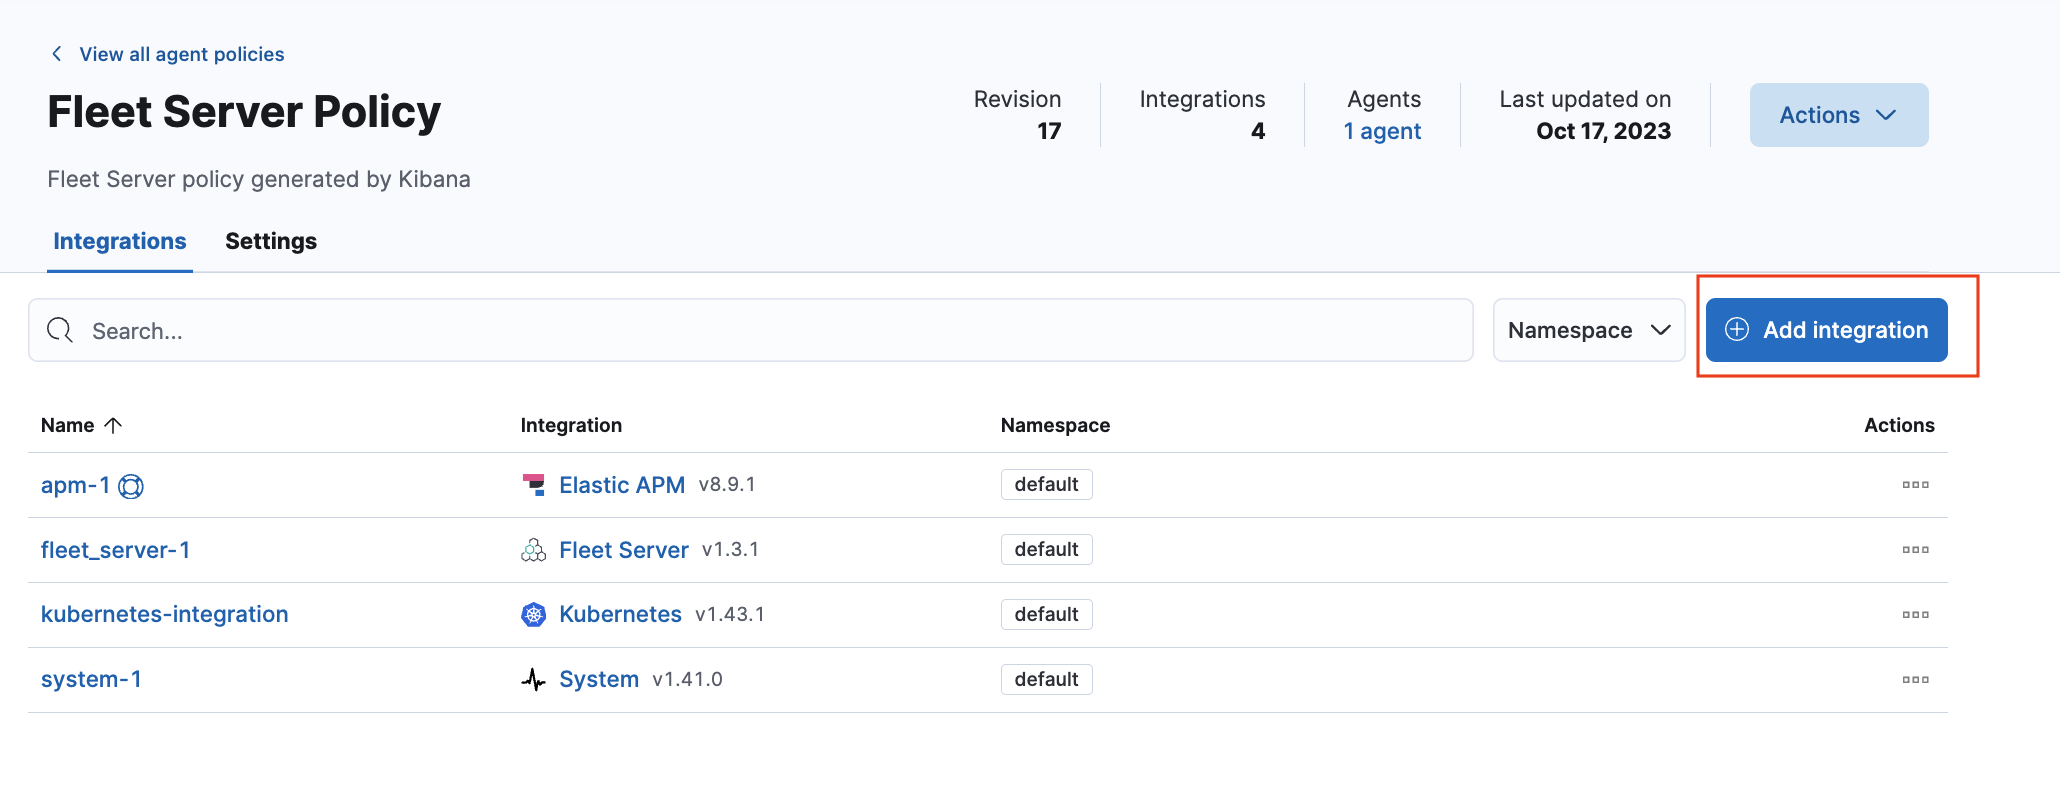 View all agent policies
Fleet Server Policy
Fleet Server policy generated by Kibana
Revision
17
Integrations
4
Agents
1 agent
Last updated on
Oct 17, 2023
Actions
Integrations
Settings
Search...
Namespace
Add integration
Name Integration Namespace Actions
apm-1 Elastic APM v8.9.1 default
fleet_server-1 Fleet Server v1.3.1 default
kubernetes-integration Kubernetes v1.43.1 default
system-1 System v1.41.0 default